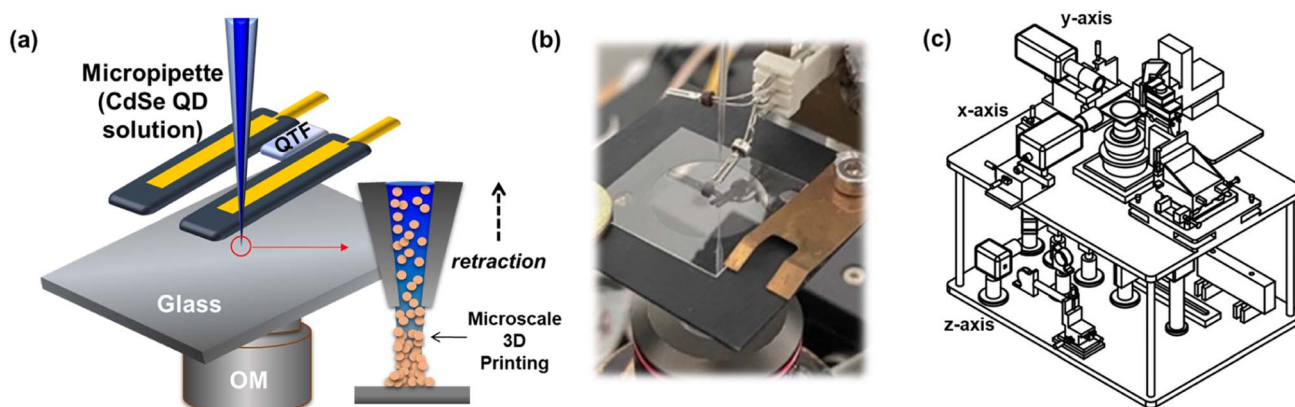 (a)
Micropipette
(CdSe QD
solution)
QTF
Glass
OM
retraction
Microscale
3D
Printing
(b)
(c)
y-axis
x-axis
z-axis